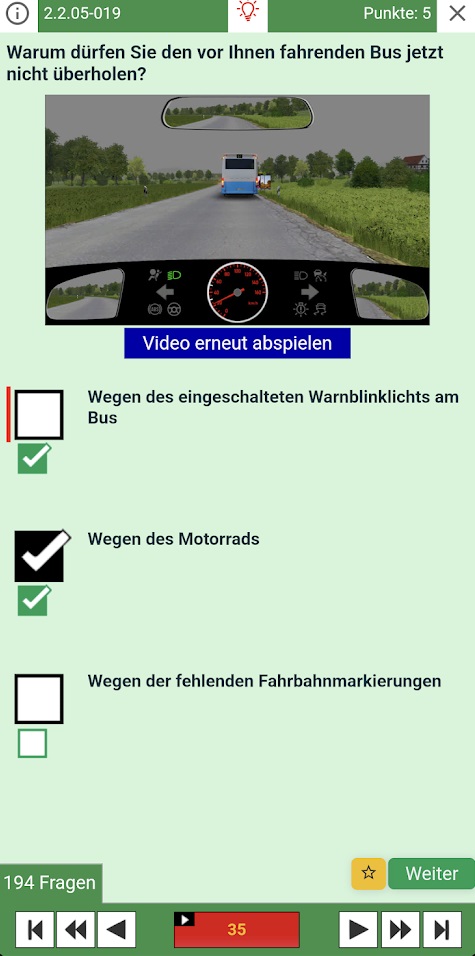 2.2.05-019
Punkte: 5
Warum dürfen Sie den vor Ihnen fahrenden Bus jetzt
nicht überholen?
Video erneut abspielen
Wegen des eingeschalteten Warnblinklichts am
Bus
Wegen des Motorrads
Wegen der fehlenden Fahrbahnmarkierungen
194 Fragen
Weiter
35